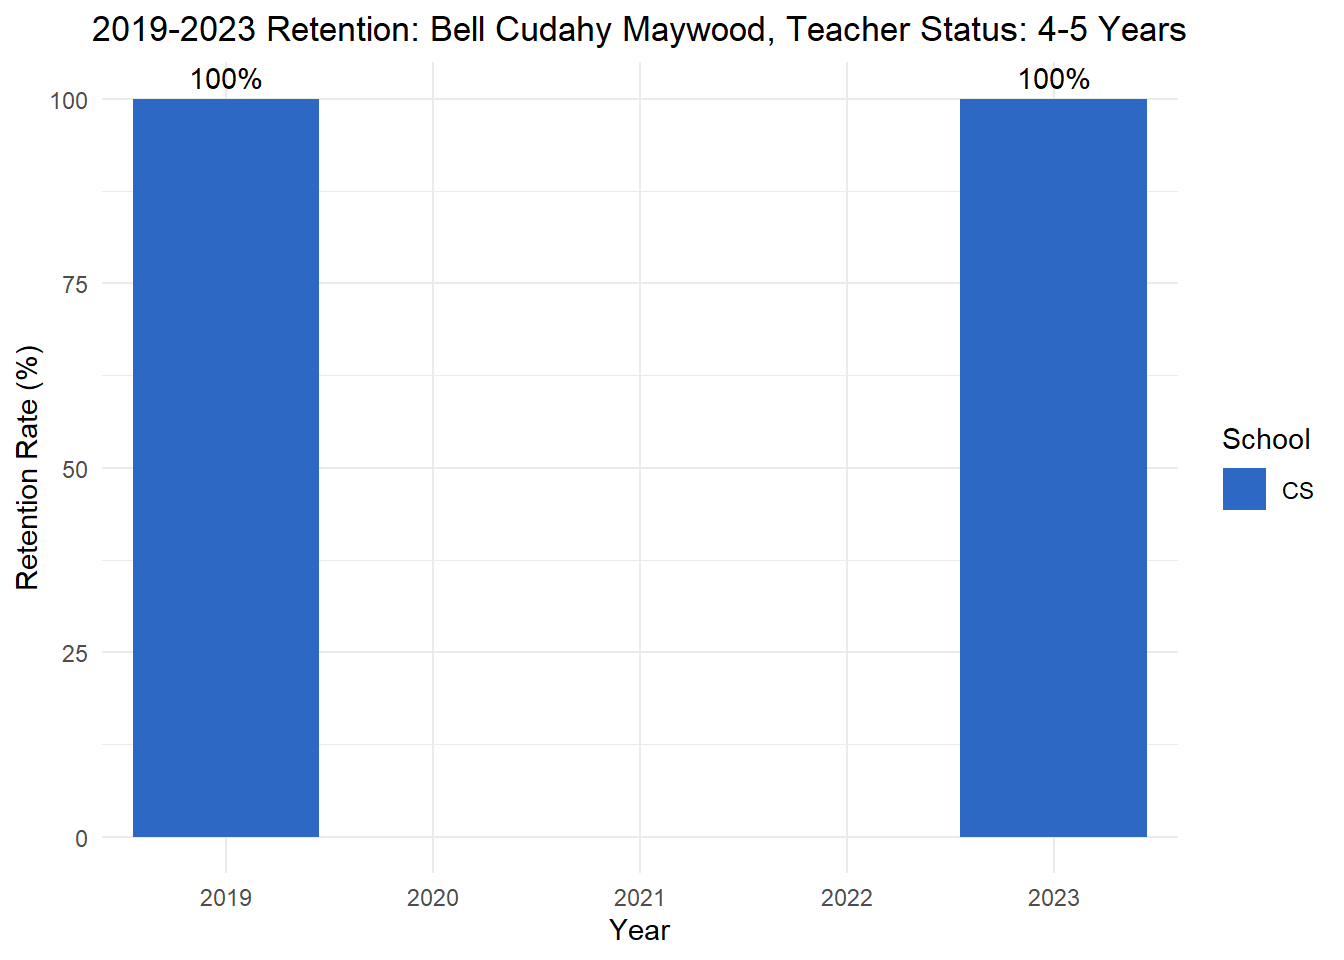 2019-2023 Retention: Bell Cudahy Maywood, Teacher Status: 4-5 Years
100%
100%
100
75
50
25
0
Retention Rate (%)
2019
2020
2021
2022
2023
Year
School
CS